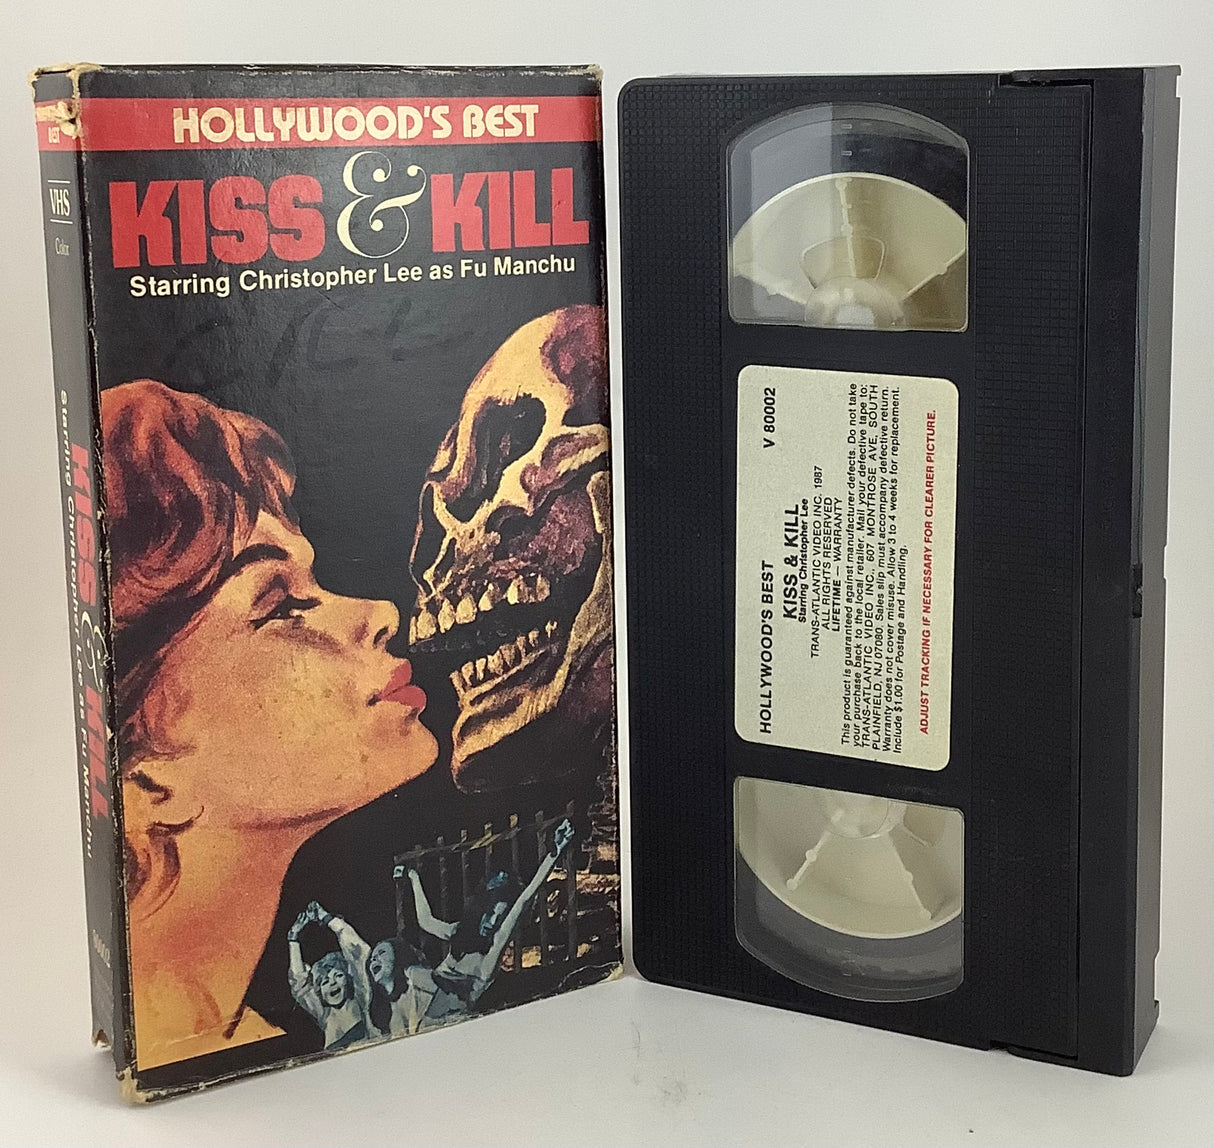 HOLLYWOOD'S BEST
KISS & KILL
Starring Christopher Lee as Fu Manchu
BEST
VHS
Color
Starring Christopher Lee as Fu Manchu
KISS & KILL
80002
HOLLYWOOD'S BEST
V 80002
KISS & KILL
Starring Christopher Lee
TRANS-ATLANTIC VIDEO INC. 1987
ALL RIGHTS RESERVED
LIFETIME — WARRANTY
This product is guaranteed against manufacturer defects. Do not take
your purchase back to the local retailer. Mail your defective tape to:
TRANS-ATLANTIC VIDEO INC., 607 MONTROSE AVE, SOUTH
PLAINFIELD, NJ 07080. Sales slip must accompany defective return.
Warranty does not cover misuse. Allow 3 to 4 weeks for replacement.
Include $1.00 for Postage and Handling.
ADJUST TRACKING IF NECESSARY FOR CLEARER PICTURE.